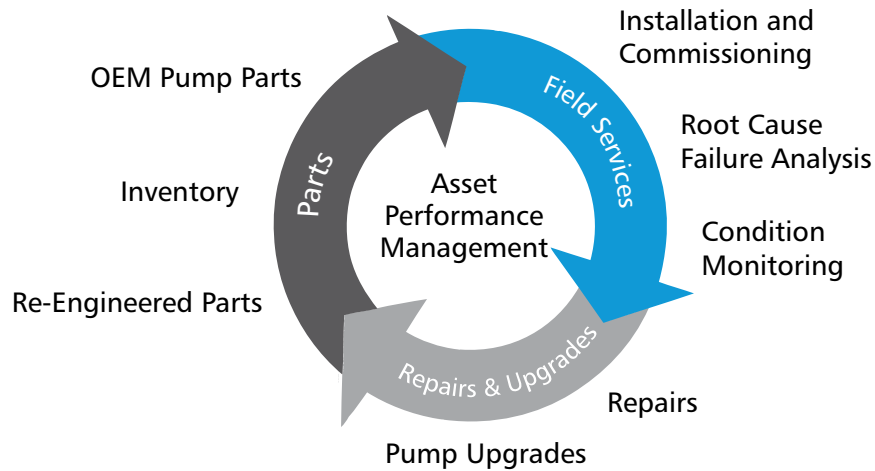 Installation and
Commissioning
OEM Pump Parts
Field Services
Root Cause
Failure Analysis
Parts
Inventory
Asset
Performance
Management
Condition
Monitoring
Re-Engineered Parts
Repairs & Upgrades
Repairs
Pump Upgrades